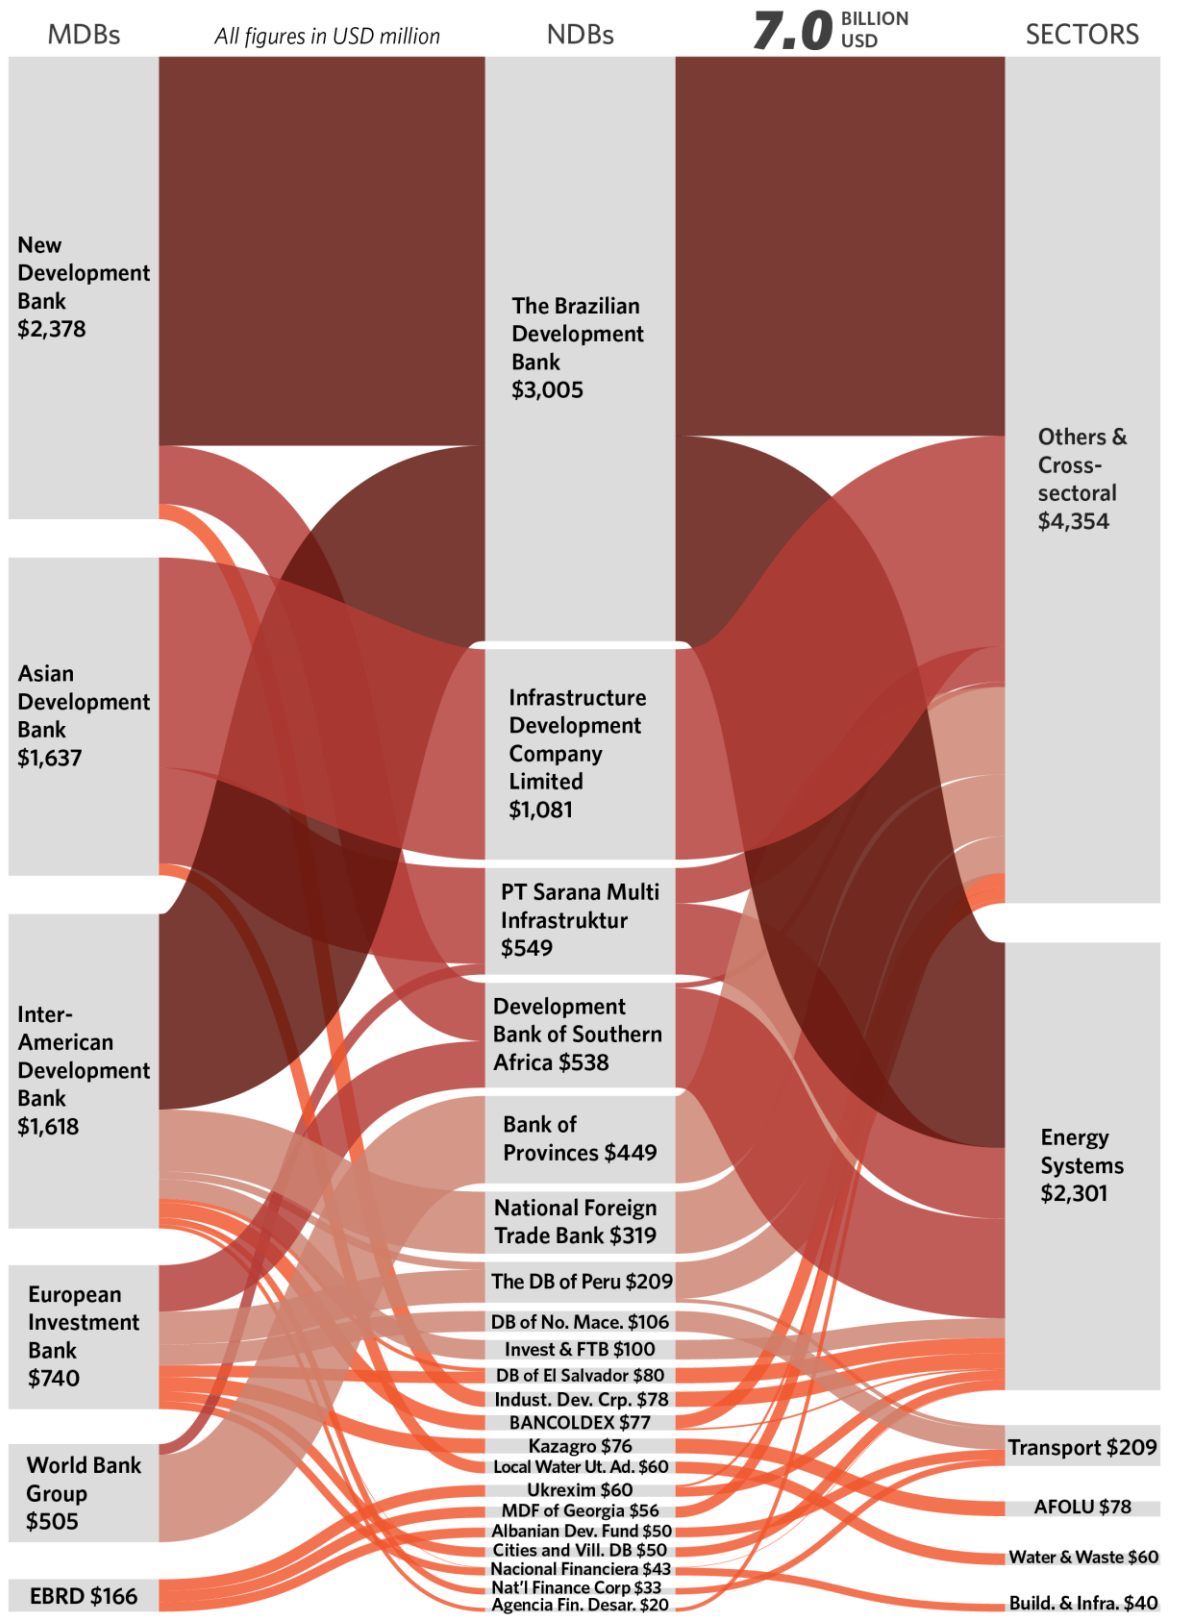 MDBs
All figures in USD million
NDBs
7.0 BILLION
USD
SECTORS
New
Development
Bank
$2,378
Asian
Development
Bank
$1,637
Inter-
American
Development
Bank
$1,618
European
Investment
Bank
$740
World Bank
Group
$505
EBRD $166
The Brazilian
Development
Bank
$3,005
Infrastructure
Development
Company
Limited
$1,081
PT Sarana Multi
Infrastruktur
$549
Development
Bank of Southern
Africa $538
Bank of
Provinces $449
National Foreign
Trade Bank $319
The DB of Peru $209
DB of No. Mace. $106
Invest & FTB $100
DB of El Salvador $80
Indust. Dev. Crp. $78
BANCOLDEX $77
Kazagro $76
Local Water Ut. Ad. $60
Ukrexim $60
MDF of Georgia $56
Albanian Dev. Fund $50
Cities and Vill. DB $50
Nacional Financiera $43
Nat'l Finance Corp $33
Agencia Fin. Desar. $20
Others &
Cross-
sectoral
$4,354
Energy
Systems
$2,301
Transport $209
AFOLU $78
Water & Waste $60
Build. & Infra. $40